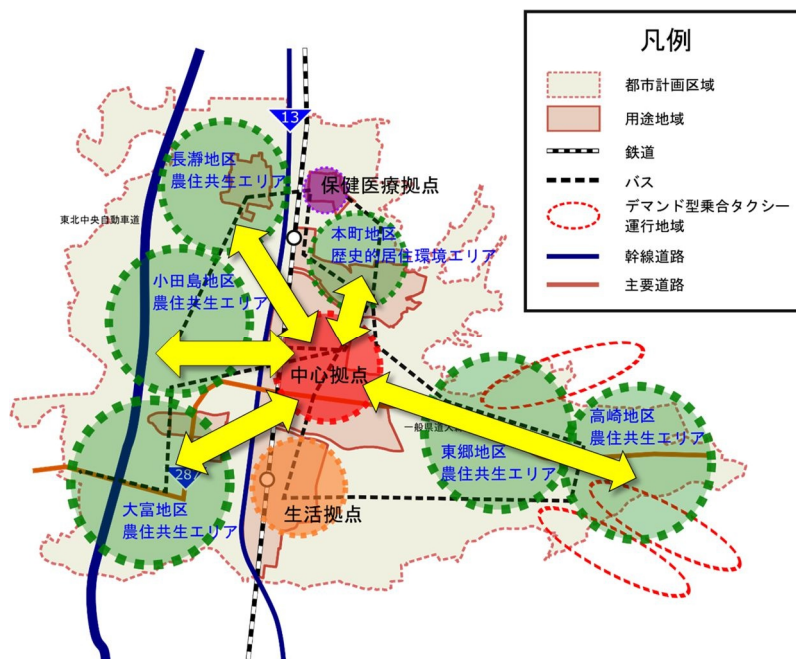 凡例
都市計画区域
用途地域
鉄道
バス
デマンド型乗合タクシー
運行地域
幹線道路
主要道路
13
長瀞地区
農住共生エリア
保健医療拠点
東北中央自動車道
本町地区
歴史的居住環境エリア
小田島地区
農住共生エリア
中心拠点
高崎地区
農住共生エリア
一般県道大
東郷地区
農住共生エリア
28
大富地区
農住共生エリア
生活拠点